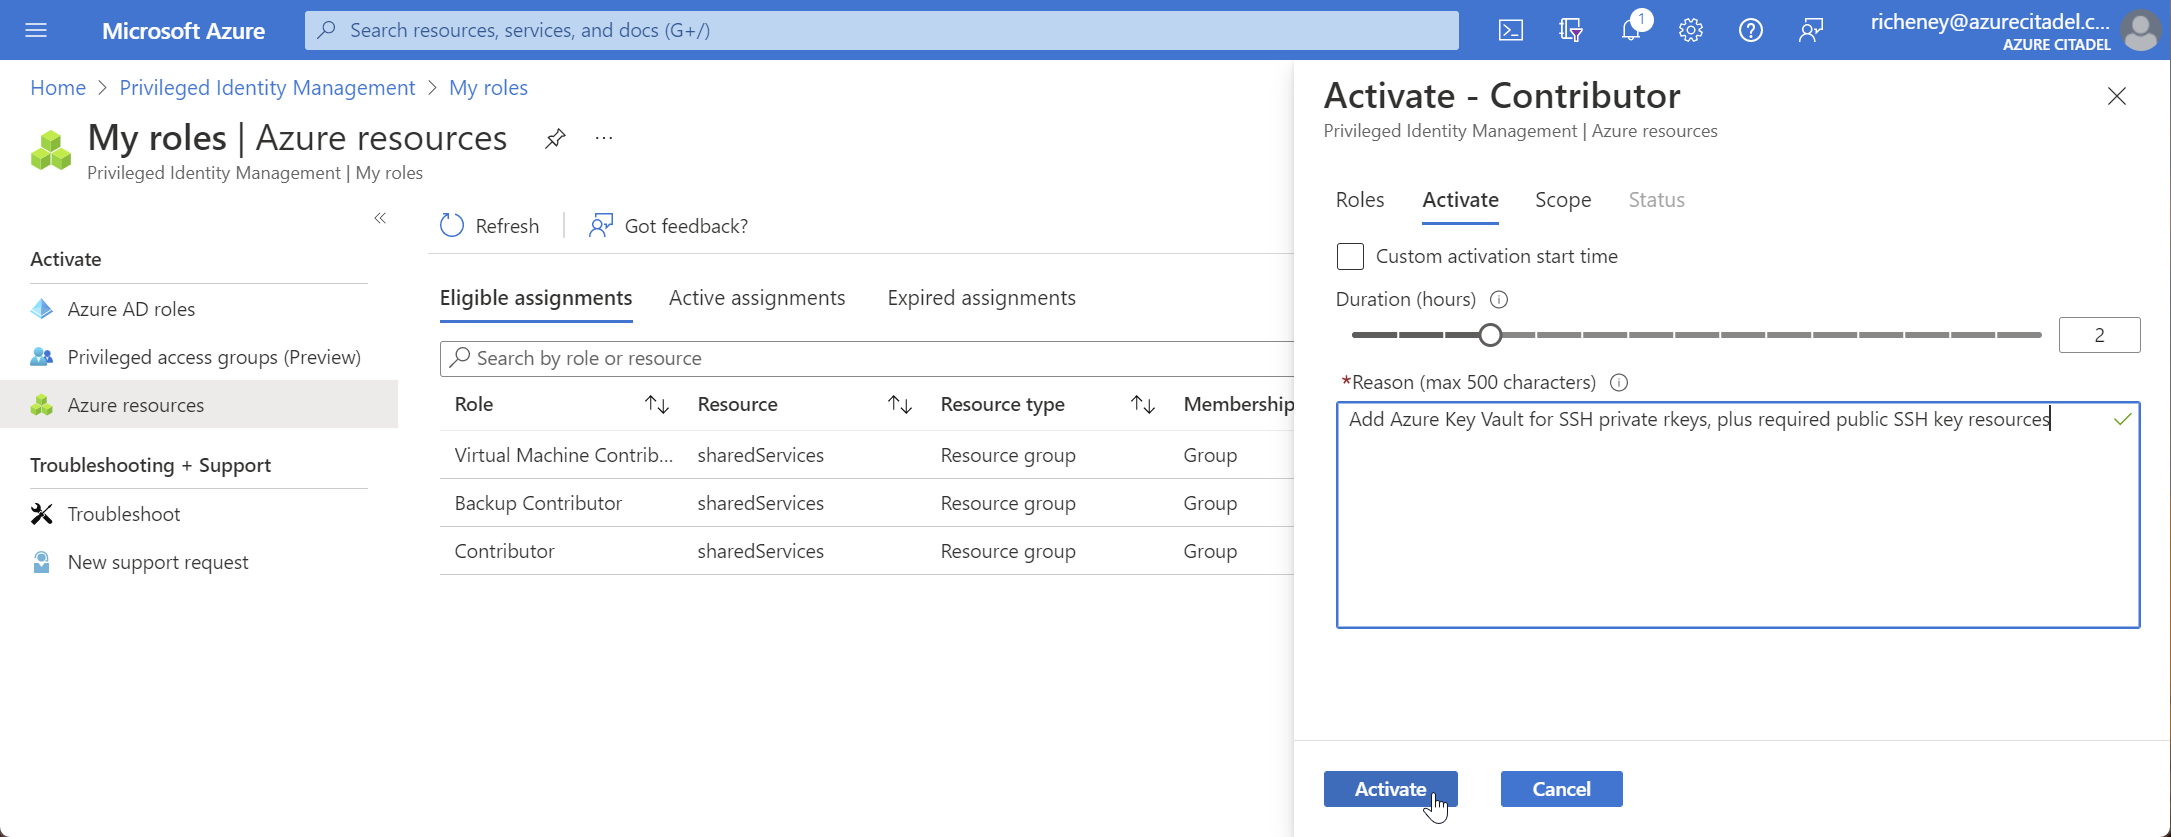 Microsoft Azure
Search resources, services, and docs (G+/)
1
richeney@azurecitadel.c...
AZURE CITADEL
Home > Privileged Identity Management > My roles
My roles | Azure resources
...
Privileged Identity Management | My roles
«
Activate
Azure AD roles
Privileged access groups (Preview)
Azure resources
Troubleshooting + Support
Troubleshoot
New support request
Refresh
Got feedback?
Eligible assignments Active assignments Expired assignments
Search by role or resource
Role Resource Resource type Membership
Virtual Machine Contrib... sharedServices Resource group Group
Backup Contributor sharedServices Resource group Group
Contributor sharedServices Resource group Group
Activate - Contributor
Privileged Identity Management | Azure resources
Roles Activate Scope Status
Custom activation start time
Duration (hours)
2
*Reason (max 500 characters)
Add Azure Key Vault for SSH private rkeys, plus required public SSH key resources
Activate Cancel